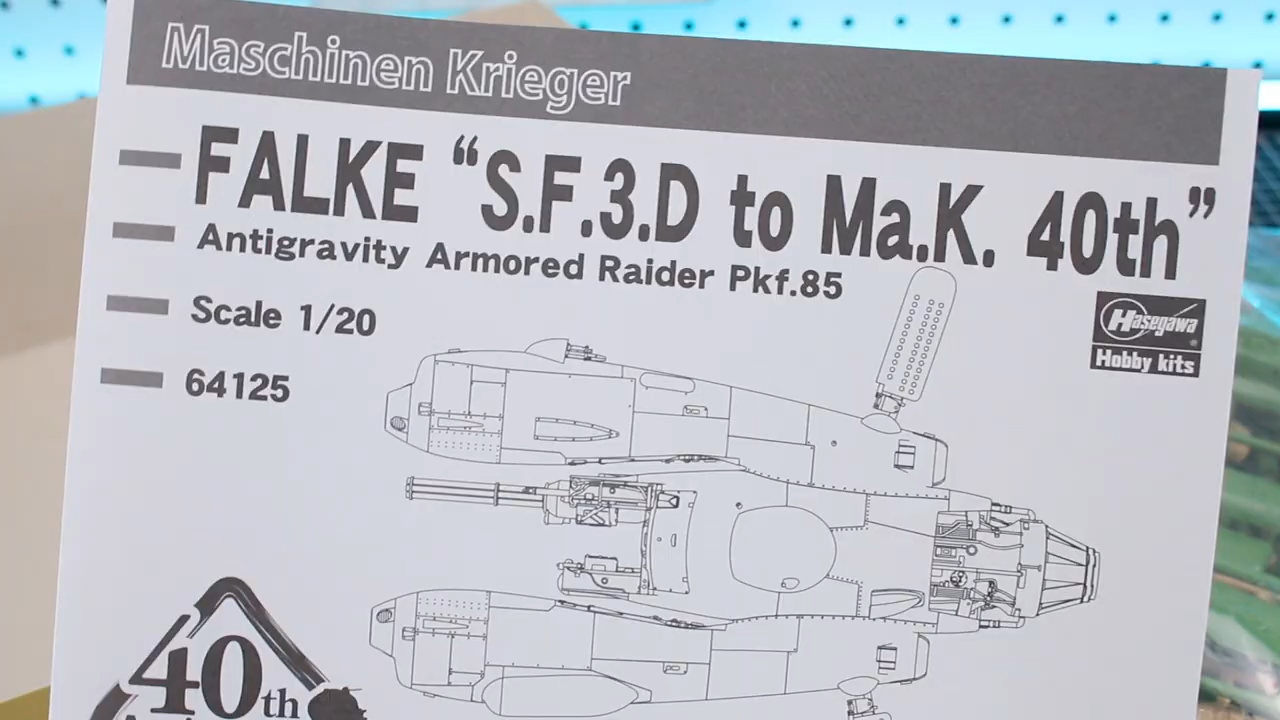 Maschinen Krieger
FALKE “S.F.3.D to Ma.K. 40th”
Antigravity Armored Raider Pkf.85
Scale 1/20
64125
Hasegawa
Hobby kits
40th